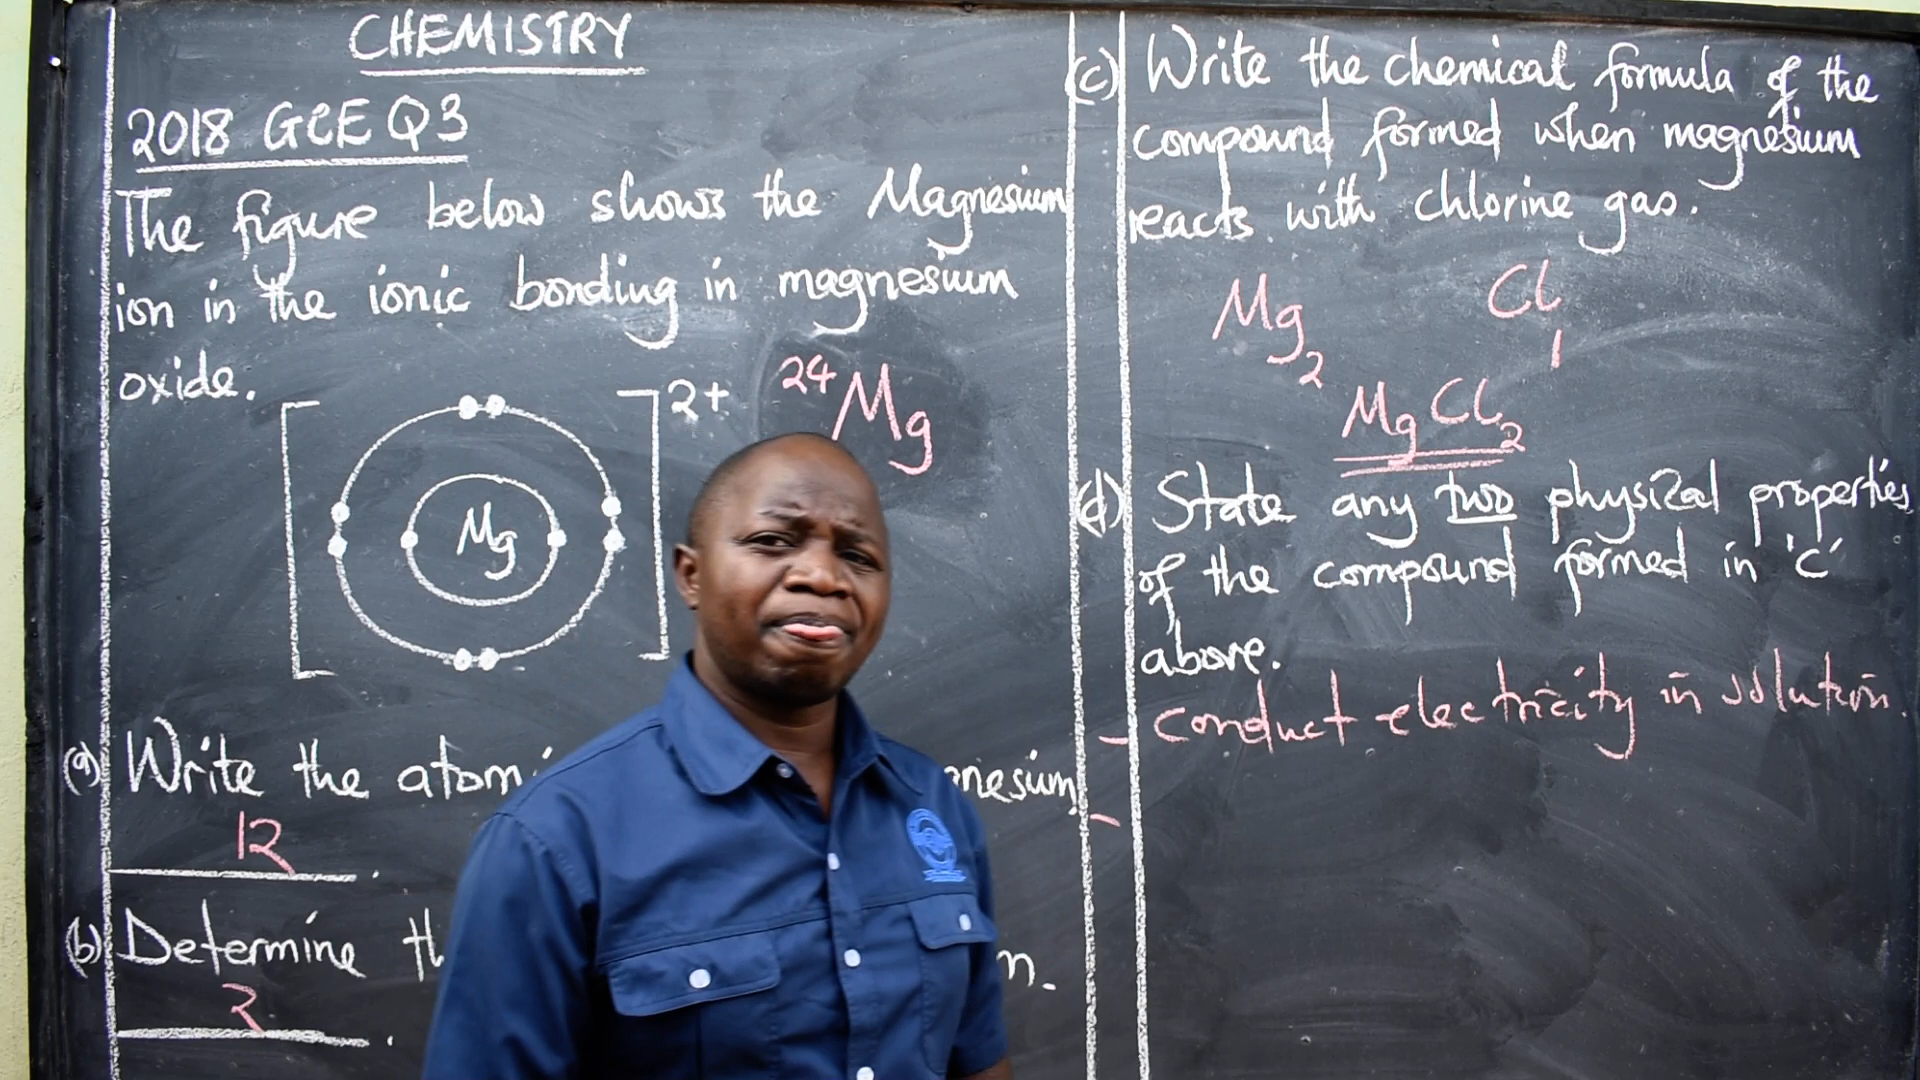 CHEMISTRY
2018 GCE Q3
The figure below shows the Magnesium
ion in the ionic bonding in magnesium
oxide.
2+
24Mg
Mg
(a) Write the atomi
nesium
12
(b) Determine th
n.
2
(c) Write the chemical formula of the
compound formed when magnesium
reacts with chlorine gas.
Mg Cl
2 1
MgCl2
(d) State any two physical properties
of the compound formed in 'c'
above.
- conduct electricity in solution.
-